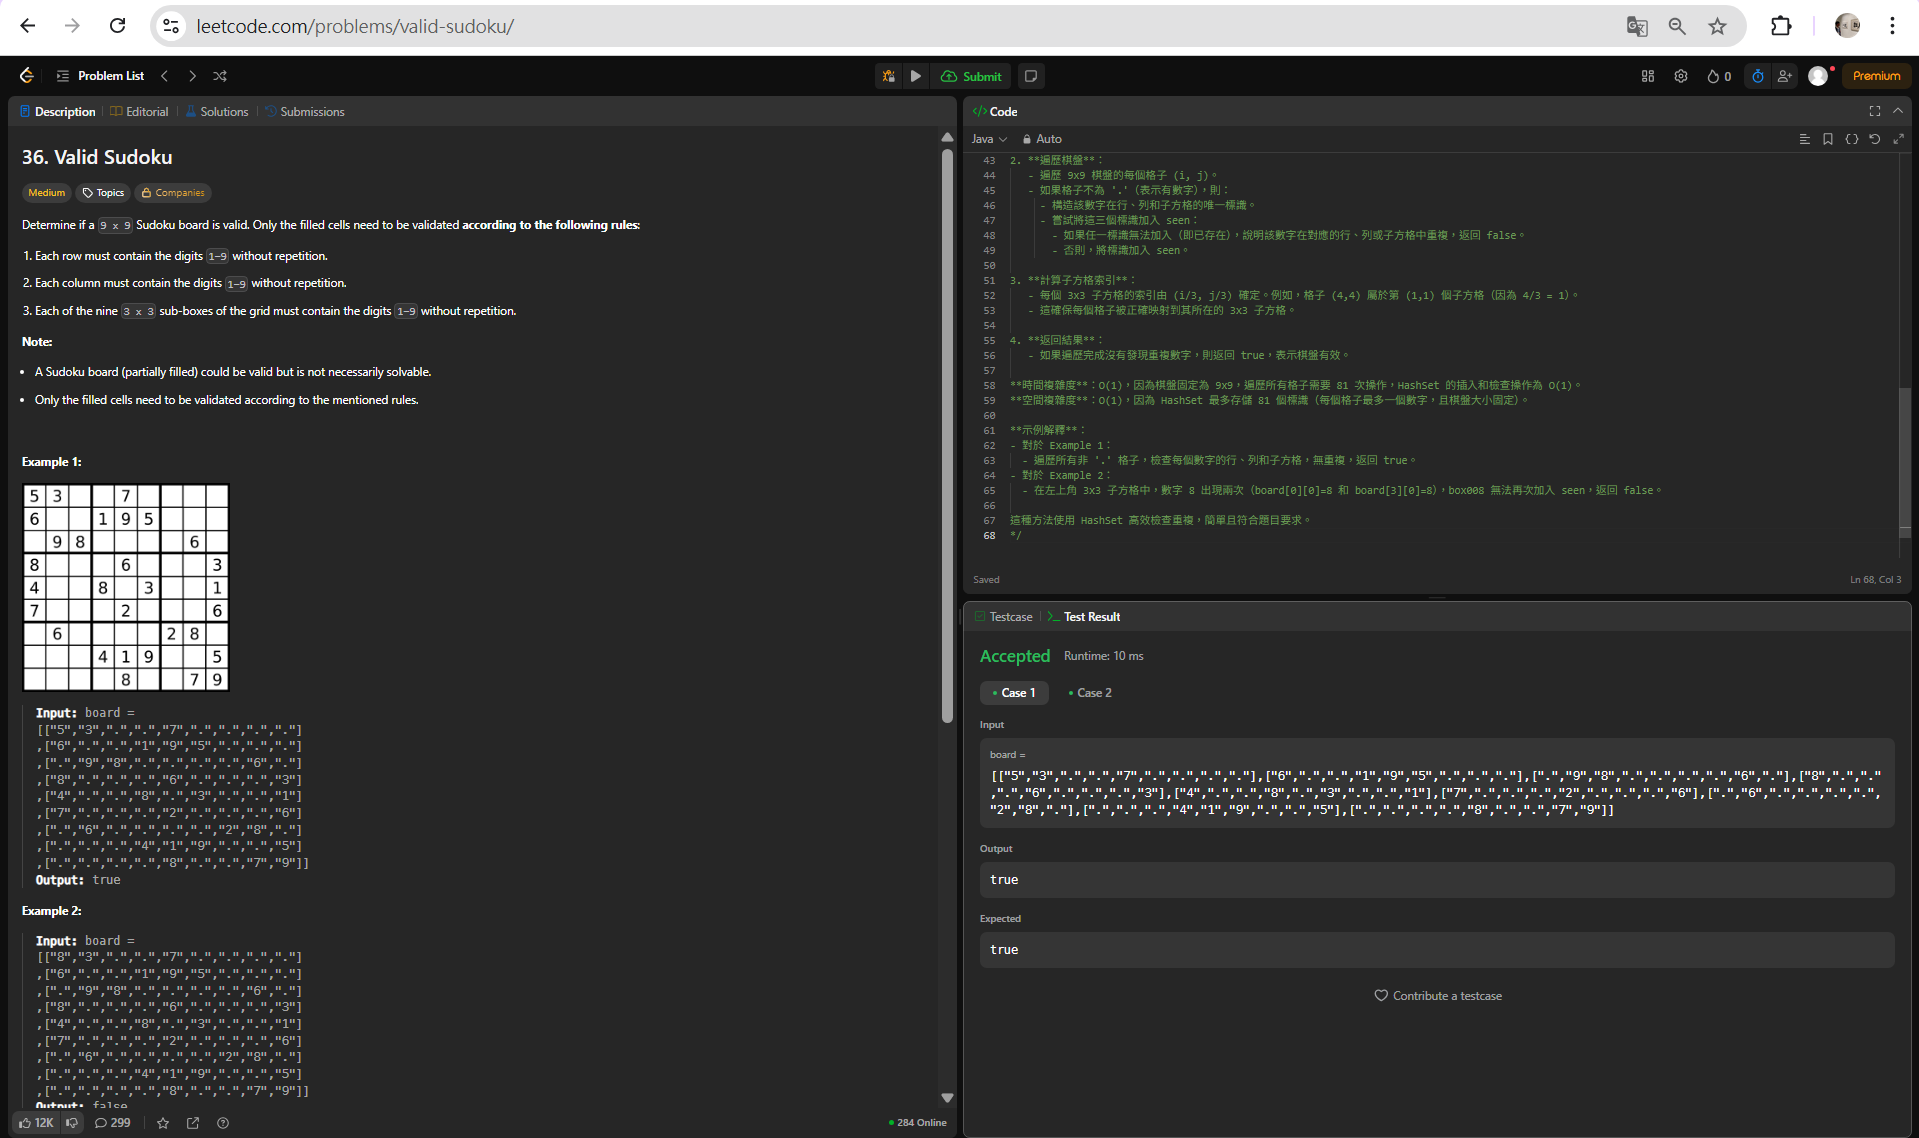 leetcode.com/problems/valid-sudoku/
Problem List
Submit
0
Premium
Description
Editorial
Solutions
Submissions
36. Valid Sudoku
Medium
Topics
Companies
Determine if a 9 x 9 Sudoku board is valid. Only the filled cells need to be validated according to the following rules:
1. Each row must contain the digits 1-9 without repetition.
2. Each column must contain the digits 1-9 without repetition.
3. Each of the nine 3 x 3 sub-boxes of the grid must contain the digits 1-9 without repetition.
Note:
• A Sudoku board (partially filled) could be valid but is not necessarily solvable.
• Only the filled cells need to be validated according to the mentioned rules.
Example 1:
5 3 7
6 1 9 5
9 8 6
8 6 3
4 8 3 1
7 2 6
6 2 8
4 1 9 5
8 7 9
Input: board =
[["5","3",".",".","7",".",".",".","."]
,["6",".",".","1","9","5",".",".","."]
,[".","9","8",".",".",".",".","6","."]
,["8",".",".",".","6",".",".",".","3"]
,["4",".",".","8",".","3",".",".","1"]
,["7",".",".",".","2",".",".",".","6"]
,[".","6",".",".",".",".","2","8","."]
,[".",".",".","4","1","9",".",".","5"]
,[".",".",".",".","8",".",".","7","9"]]
Output: true
Example 2:
Input: board =
[["8","3",".",".","7",".",".",".","."]
,["6",".",".","1","9","5",".",".","."]
,[".","9","8",".",".",".",".","6","."]
,["8",".",".",".","6",".",".",".","3"]
,["4",".",".","8",".","3",".",".","1"]
,["7",".",".",".","2",".",".",".","6"]
,[".","6",".",".",".",".","2","8","."]
,[".",".",".","4","1","9",".",".","5"]
,[".",".",".",".","8",".",".","7","9"]]
Output: false
12K
299
284 Online
</> Code
Java
Auto
43 2. **遍歷棋盤**：
44 - 遍歷 9x9 棋盤的每個格子 (i, j)。
45 - 如果格子不為 '.'（表示有數字），則：
46 - 構造該數字在行、列和子方格的唯一標識。
47 - 嘗試將這三個標識加入 seen：
48 - 如果任一標識無法加入（即已存在），說明該數字在對應的行、列或子方格中重複，返回 false。
49 - 否則，將標識加入 seen。
50
51 3. **計算子方格索引**：
52 - 每個 3x3 子方格的索引由 (i/3, j/3) 確定。例如，格子 (4,4) 屬於第 (1,1) 個子方格（因為 4/3 = 1）。
53 - 這確保每個格子被正確映射到其所在的 3x3 子方格。
54
55 4. **返回結果**：
56 - 如果遍歷完成沒有發現重複數字，則返回 true，表示棋盤有效。
57
58 **時間複雜度**：O(1)，因為棋盤固定為 9x9，遍歷所有格子需要 81 次操作，HashSet 的插入和檢查操作為 O(1)。
59 **空間複雜度**：O(1)，因為 HashSet 最多存儲 81 個標識（每個格子最多一個數字，且棋盤大小固定）。
60
61 **示例解釋**：
62 - 對於 Example 1：
63 - 遍歷所有非 '.' 格子，檢查每個數字的行、列和子方格，無重複，返回 true。
64 - 對於 Example 2：
65 - 在左上角 3x3 子方格中，數字 8 出現兩次（board[0][0]=8 和 board[3][0]=8），box008 無法再次加入 seen，返回 false。
66
67 這種方法使用 HashSet 高效檢查重複，簡單且符合題目要求。
68 */
Saved
Ln 68, Col 3
Testcase
Test Result
Accepted
Runtime: 10 ms
• Case 1
• Case 2
Input
board =
[["5","3",".",".","7",".",".",".","."],["6",".",".","1","9","5",".",".","."],[".","9","8",".",".",".",".","6","."],["8",".",".
",".","6",".",".",".","3"],["4",".",".","8",".","3",".",".","1"],["7",".",".",".","2",".",".",".","6"],[".","6",".",".",".",".",
"2","8","."],[".",".",".","4","1","9",".",".","5"],[".",".",".",".","8",".",".","7","9"]]
Output
true
Expected
true
Contribute a testcase